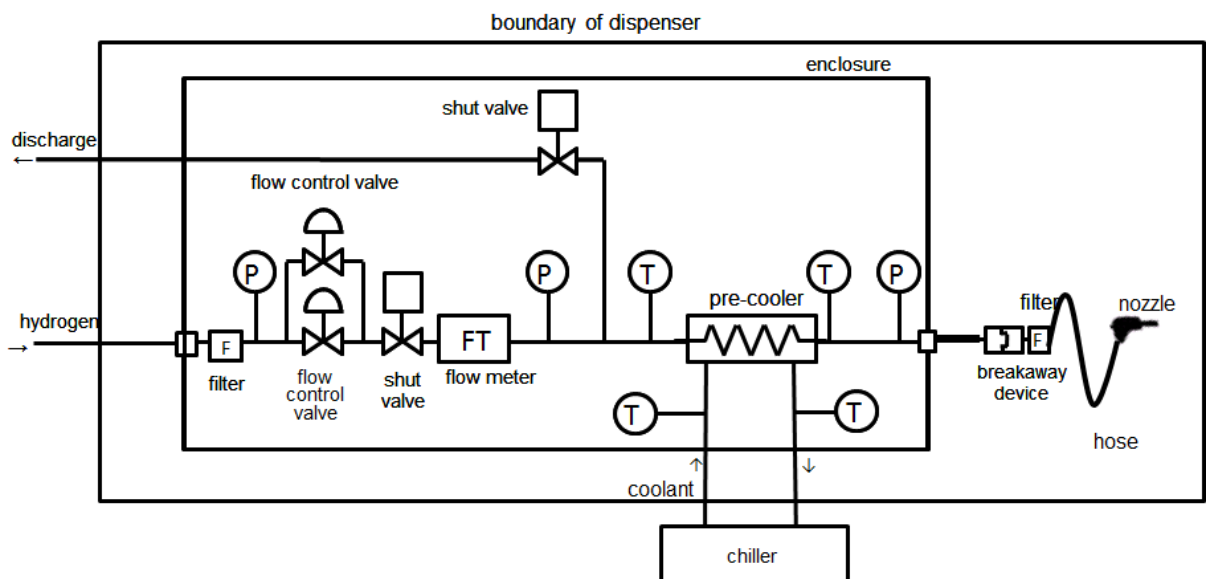 boundary of dispenser
enclosure
shut valve
discharge
←
flow control valve
P
P
T
T
P
pre-cooler
filter
nozzle
hydrogen
→
F
FT
F
filter
flow
control
valve
shut
valve
flow meter
breakaway
device
T
T
hose
↑
↓
coolant
chiller